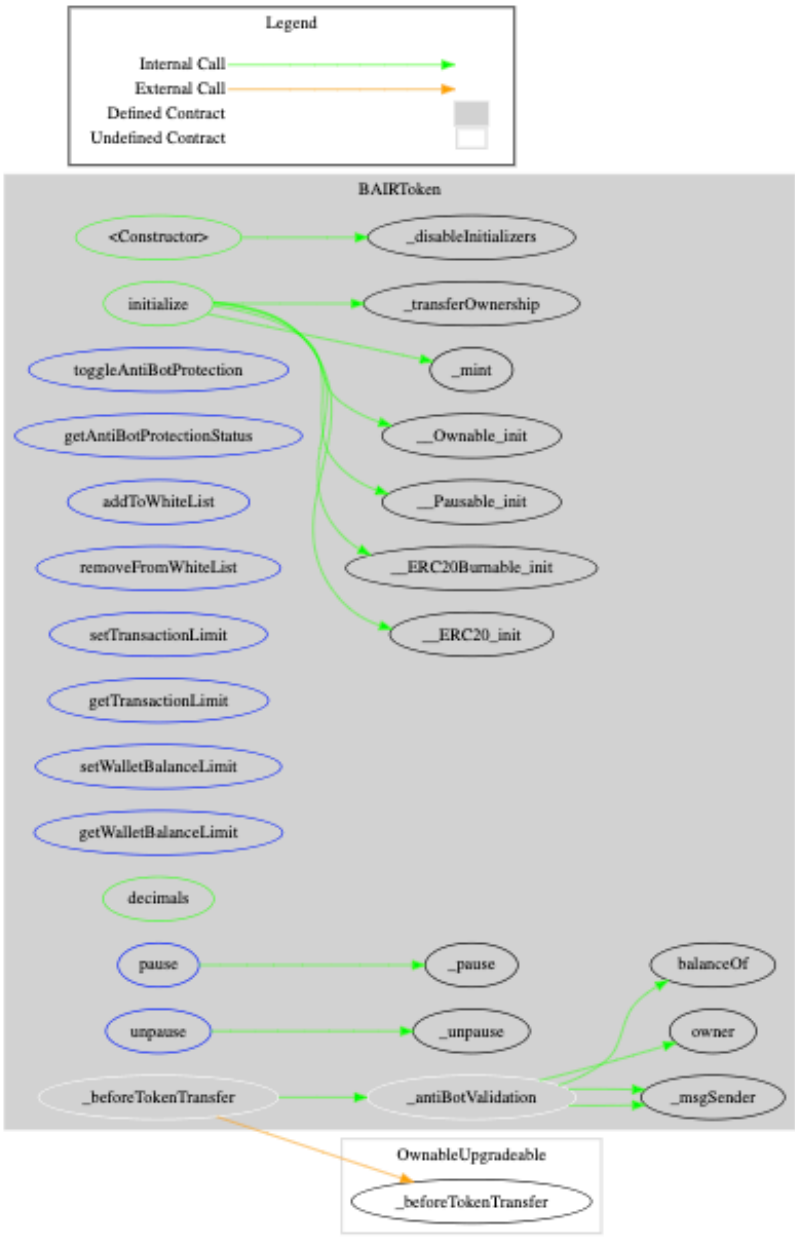 Legend
Internal Call
External Call
Defined Contract
Undefined Contract
BAIRToken
<Constructor>
_disableInitializers
initialize
_transferOwnership
toggleAntiBotProtection
_mint
getAntiBotProtectionStatus
__Ownable_init
addToWhiteList
__Pausable_init
removeFromWhiteList
__ERC20Burnable_init
setTransactionLimit
__ERC20_init
getTransactionLimit
setWalletBalanceLimit
getWalletBalanceLimit
decimals
pause
_pause
balanceOf
unpause
_unpause
owner
_beforeTokenTransfer
_antiBotValidation
_msgSender
OwnableUpgradeable
_beforeTokenTransfer